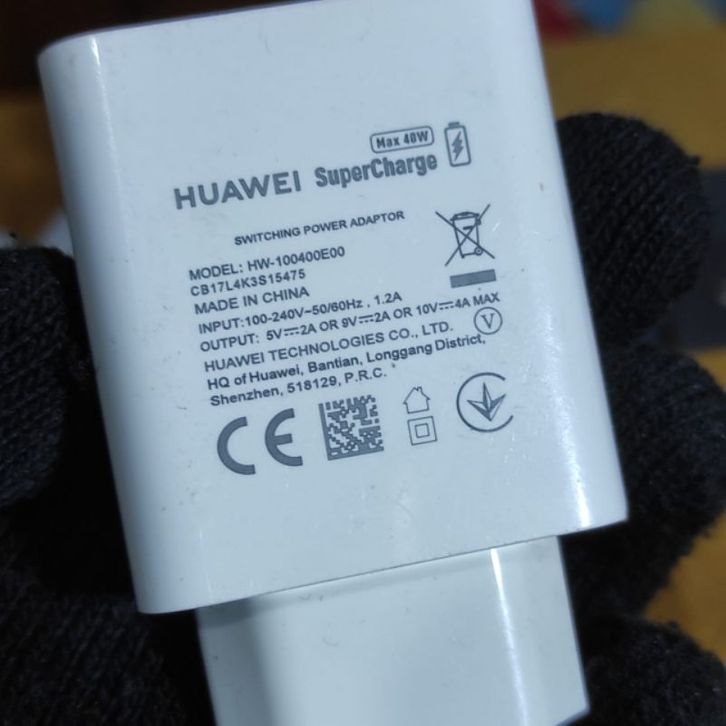 Max 40W
HUAWEI SuperCharge
SWITCHING POWER ADAPTOR
MODEL: HW-100400E00
CB17L4K3S15475
MADE IN CHINA
INPUT:100-240V~50/60Hz , 1.2A
OUTPUT: 5V⎓2A OR 9V⎓2A OR 10V⎓4A MAX
HUAWEI TECHNOLOGIES CO., LTD.
V
HQ of Huawei, Bantian, Longgang District,
Shenzhen, 518129, P.R.C.
CE